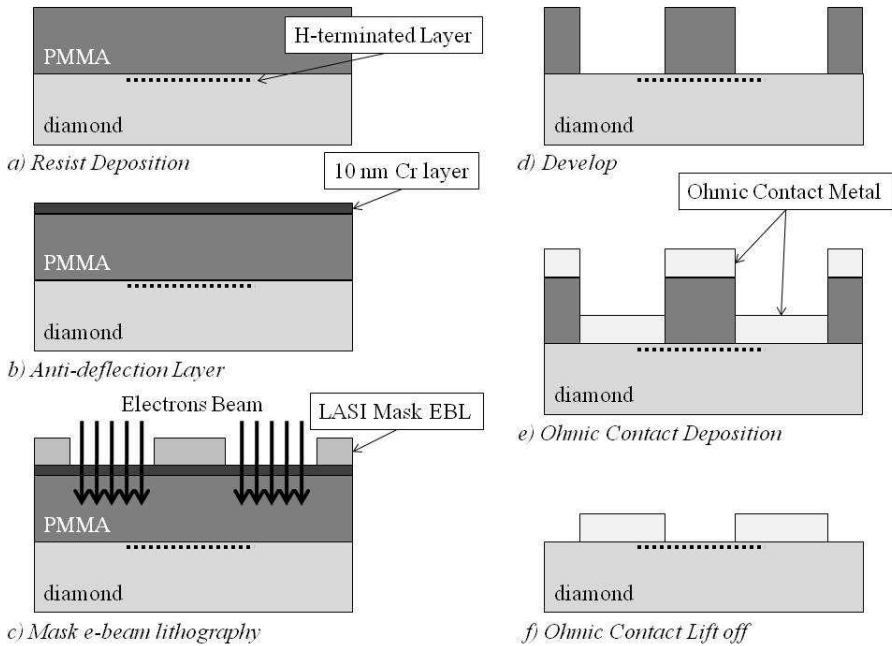 PMMA
H-terminated Layer
diamond
a) Resist Deposition
10 nm Cr layer
PMMA
diamond
b) Anti-deflection Layer
Electrons Beam
LASI Mask EBL
PMMA
diamond
c) Mask e-beam lithography
diamond
d) Develop
Ohmic Contact Metal
diamond
e) Ohmic Contact Deposition
diamond
f) Ohmic Contact Lift off